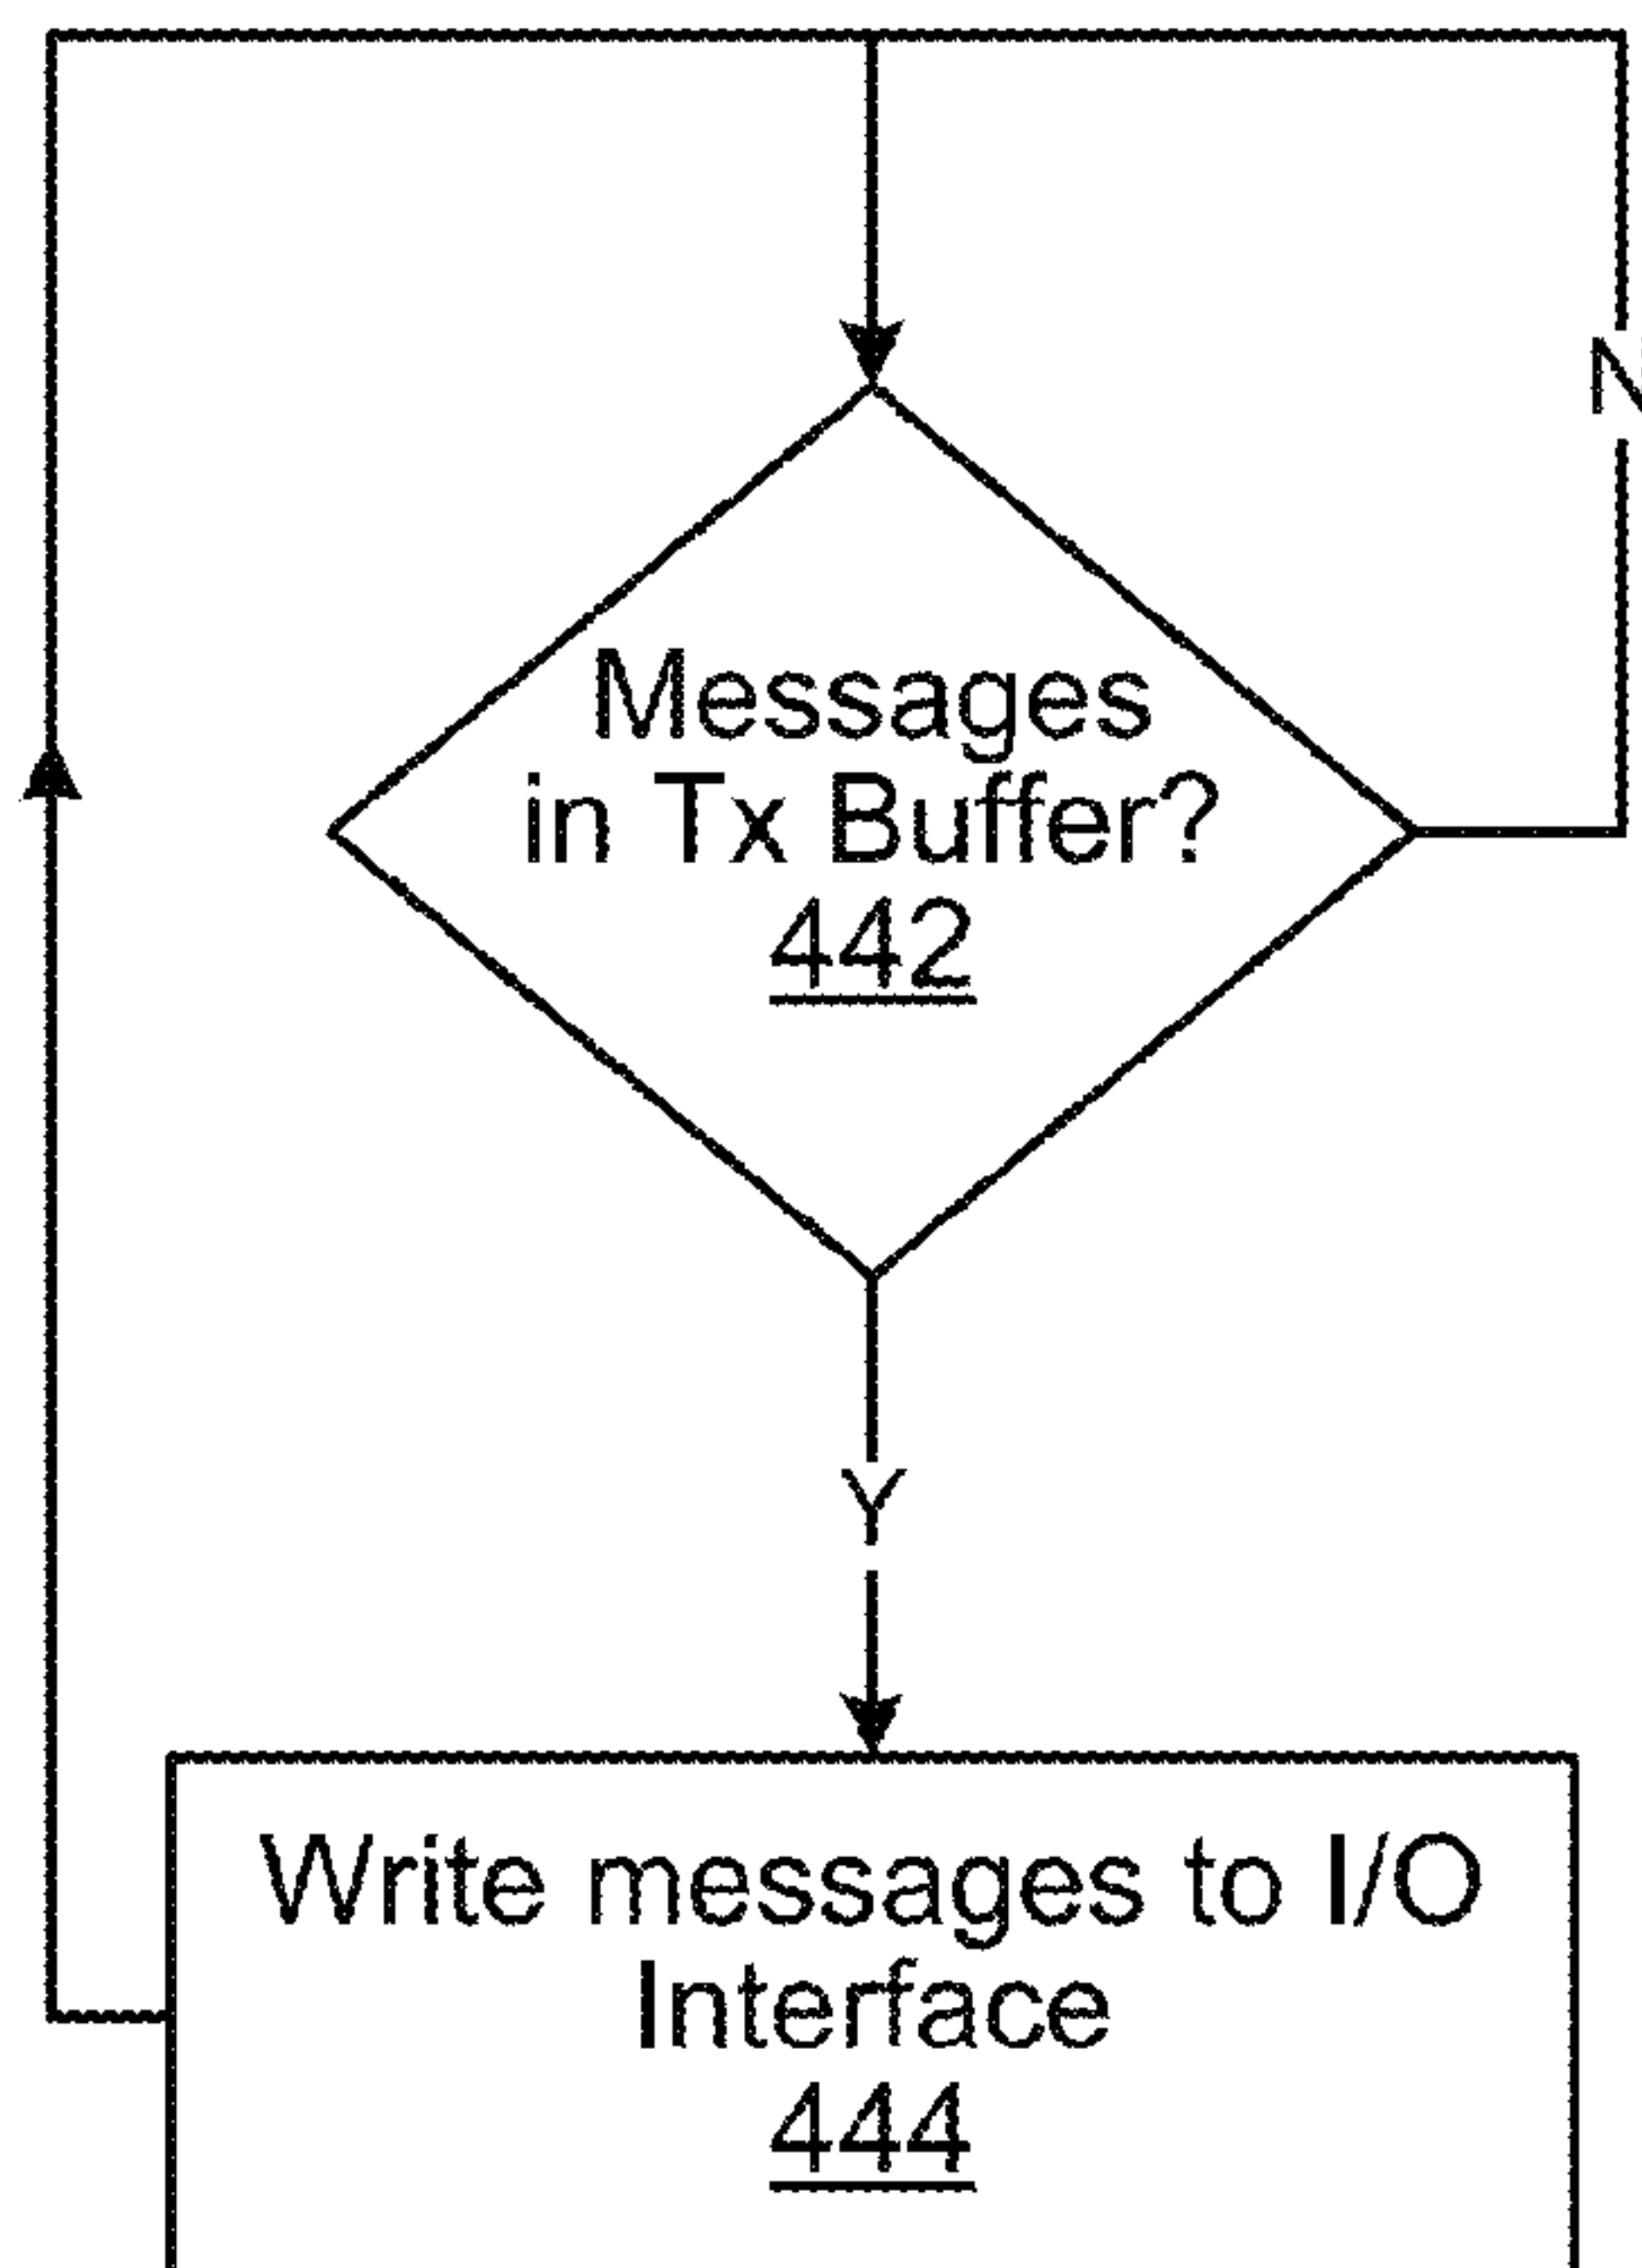 N
Messages
in Tx Buffer?
442
Y
Write messages to I/O
Interface
444